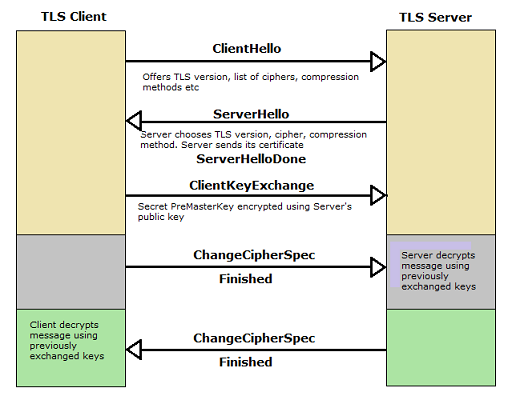 TLS Client
TLS Server
ClientHello
Offers TLS version, list of ciphers, compression
methods etc
ServerHello
Server chooses TLS version, cipher, compression
method. Server sends its certificate
ServerHelloDone
ClientKeyExchange
Secret PreMasterKey encrypted using Server's
public key
ChangeCipherSpec
Finished
Server decrypts
message using
previously
exchanged keys
Client decrypts
message using
previously
exchanged keys
ChangeCipherSpec
Finished